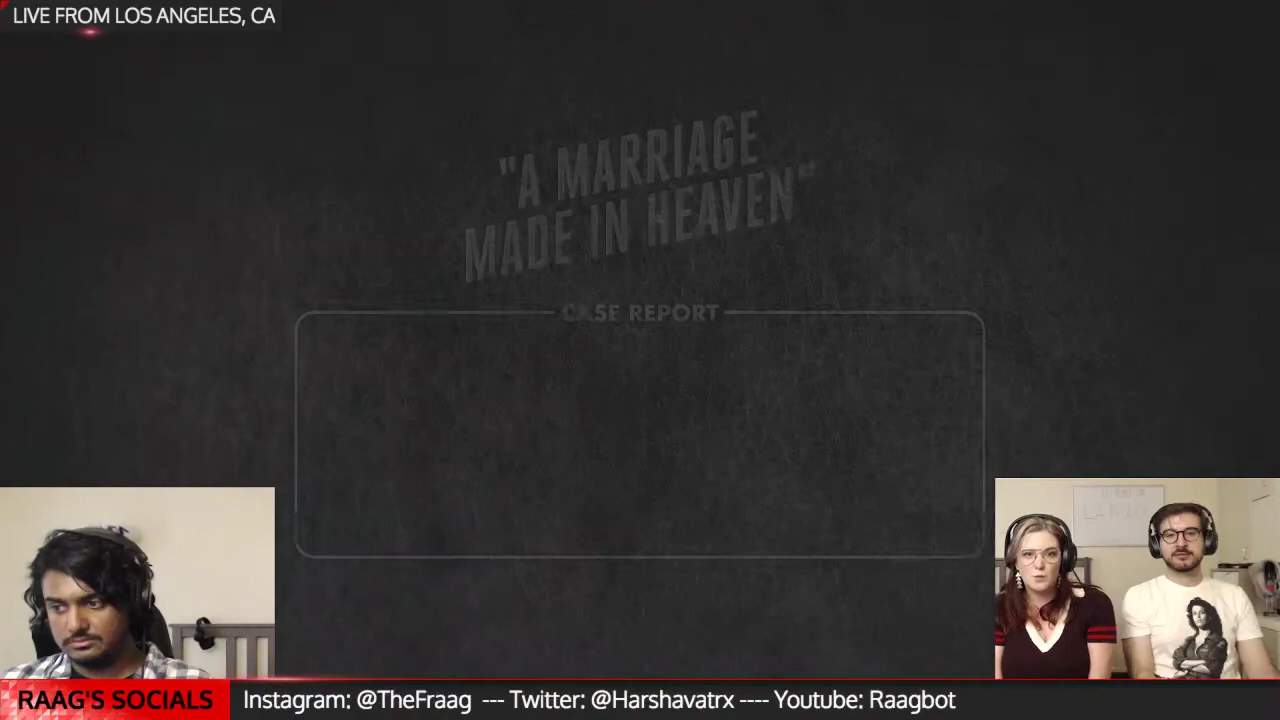 LIVE FROM LOS ANGELES, CA
"A MARRIAGE
MADE IN HEAVEN"
CASE REPORT
RAAG'S SOCIALS
Instagram: @TheFraag --- Twitter: @Harshavatrx ---- Youtube: Raagbot